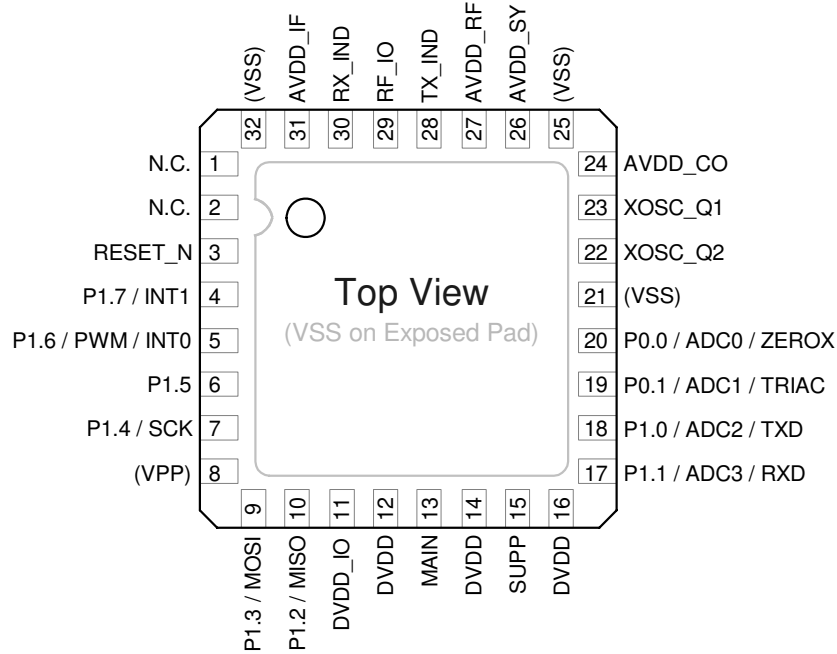 (VSS)
AVDD_IF
RX_IND
RF_IO
TX_IND
AVDD_RF
AVDD_SY
(VSS)
32
31
30
29
28
27
26
25
N.C. 1
N.C. 2
RESET_N 3
P1.7 / INT1 4
P1.6 / PWM / INT0 5
P1.5 6
P1.4 / SCK 7
(VPP) 8
Top View
(VSS on Exposed Pad)
24 AVDD_CO
23 XOSC_Q1
22 XOSC_Q2
21 (VSS)
20 P0.0 / ADC0 / ZEROX
19 P0.1 / ADC1 / TRIAC
18 P1.0 / ADC2 / TXD
17 P1.1 / ADC3 / RXD
9
10
11
12
13
14
15
16
P1.3 / MOSI
P1.2 / MISO
DVDD_IO
DVDD
MAIN
DVDD
SUPP
DVDD